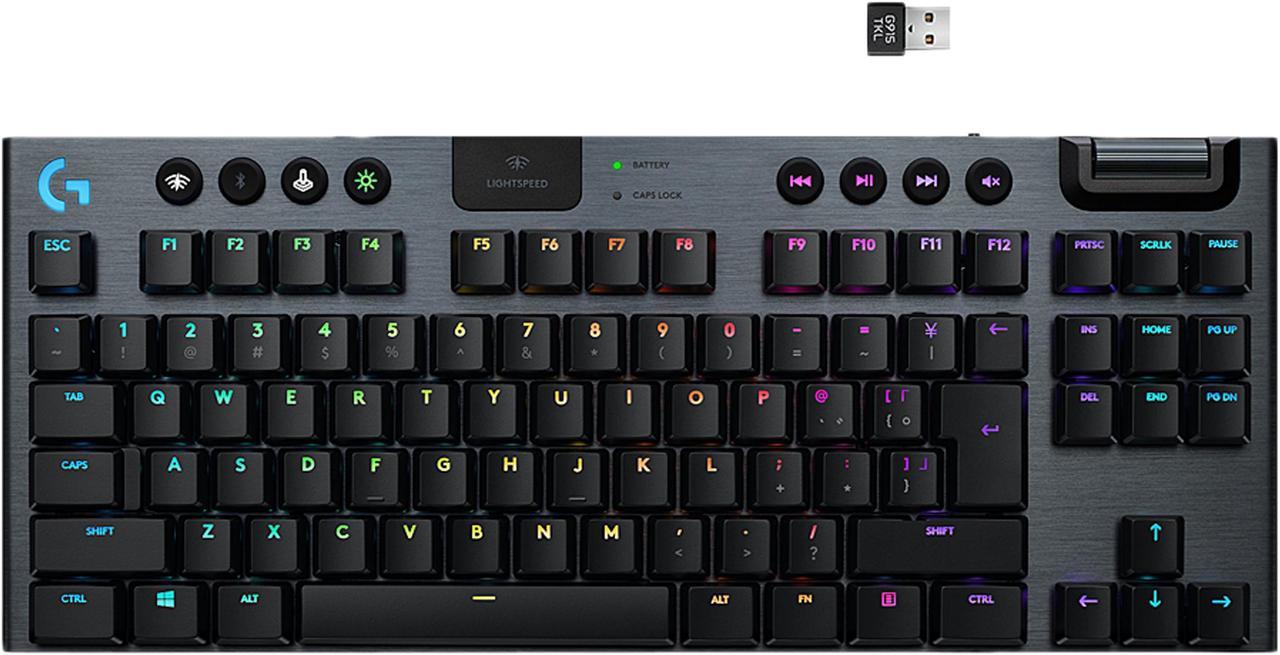 G915
TKL
G
LIGHTSPEED
BATTERY
CAPS LOCK
ESC F1 F2 F3 F4 F5 F6 F7 F8 F9 F10 F11 F12 PRTSC SCRLK PAUSE
` 1 2 3 4 5 6 7 8 9 0 - = ¥ ← INS HOME PG UP
~ ! @ # $ % ^ & * ( ) = ~ |
TAB Q W E R T Y U I O P @ [ 「 ↵ DEL END PG DN
{ ○
CAPS A S D F G H J K L ; : ] 」
+ * }
SHIFT Z X C V B N M , . / SHIFT ↑
< > ?
CTRL ALT ALT FN CTRL ← ↓ →